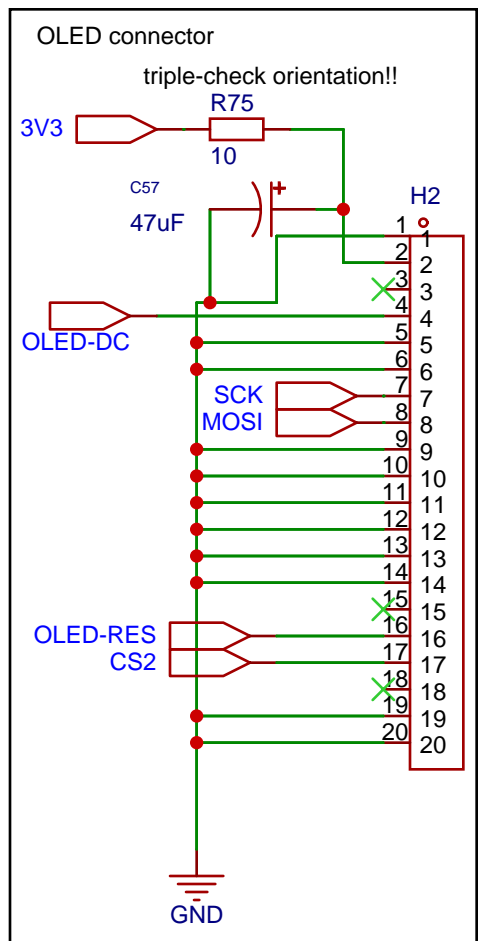 OLED connector
triple-check orientation!!
R75
3V3
10
C57
47uF
H2
1 1
2 2
3 3
4 4
OLED-DC
5 5
6 6
SCK
7 7
MOSI
8 8
9 9
10 10
11 11
12 12
13 13
14 14
15 15
OLED-RES
16 16
CS2
17 17
18 18
19 19
20 20
GND